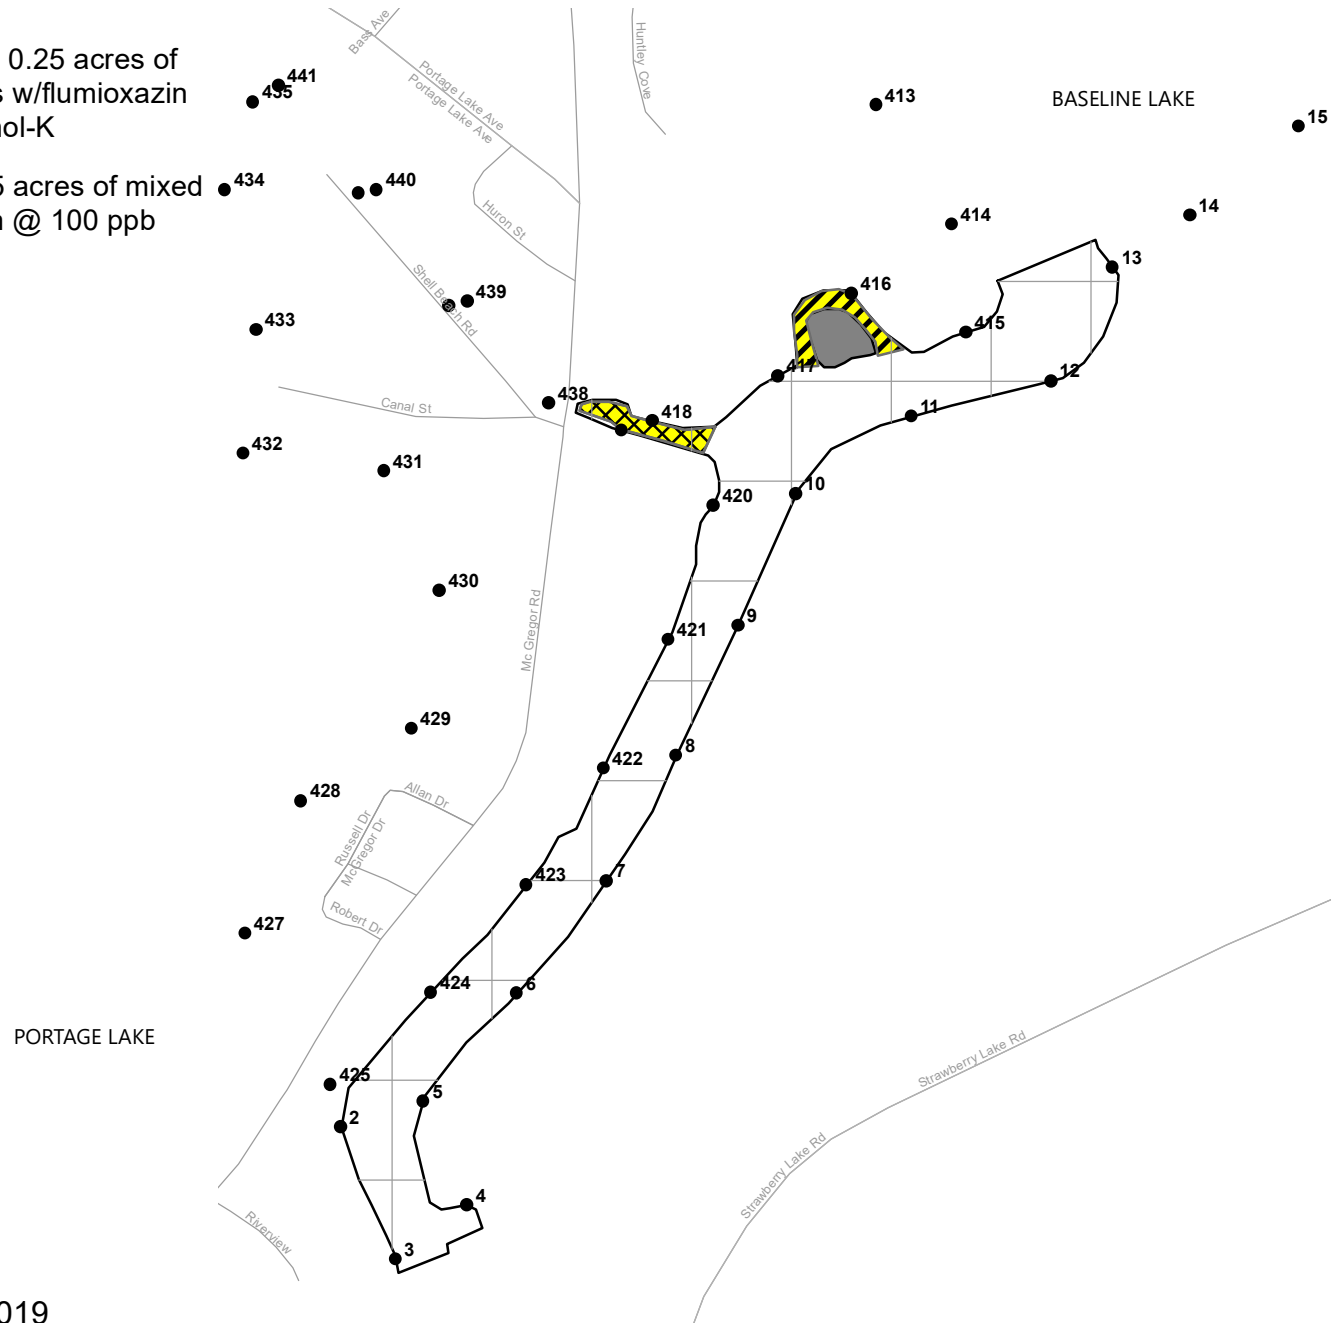 0.25 acres of
w/flumioxazin
5 acres of mixed
@ 100 ppb
Bass Ave
Portage Lake Ave
Portage Lake Ave
Huntley Cove
BASELINE LAKE
441
435
413
15
434
440
14
414
Huron St
13
Shell Beach Rd
439
416
433
415
417
12
438
Canal St
418
11
432
431
420
10
430
Mc Gregor Rd
421
9
429
422
8
428
Allan Dr
Russell Dr
McGregor Dr
423
7
Robert Dr
427
424
6
PORTAGE LAKE
Strawberry Lake Rd
425
5
2
Strawberry Lake Rd
4
Riverview
3
019